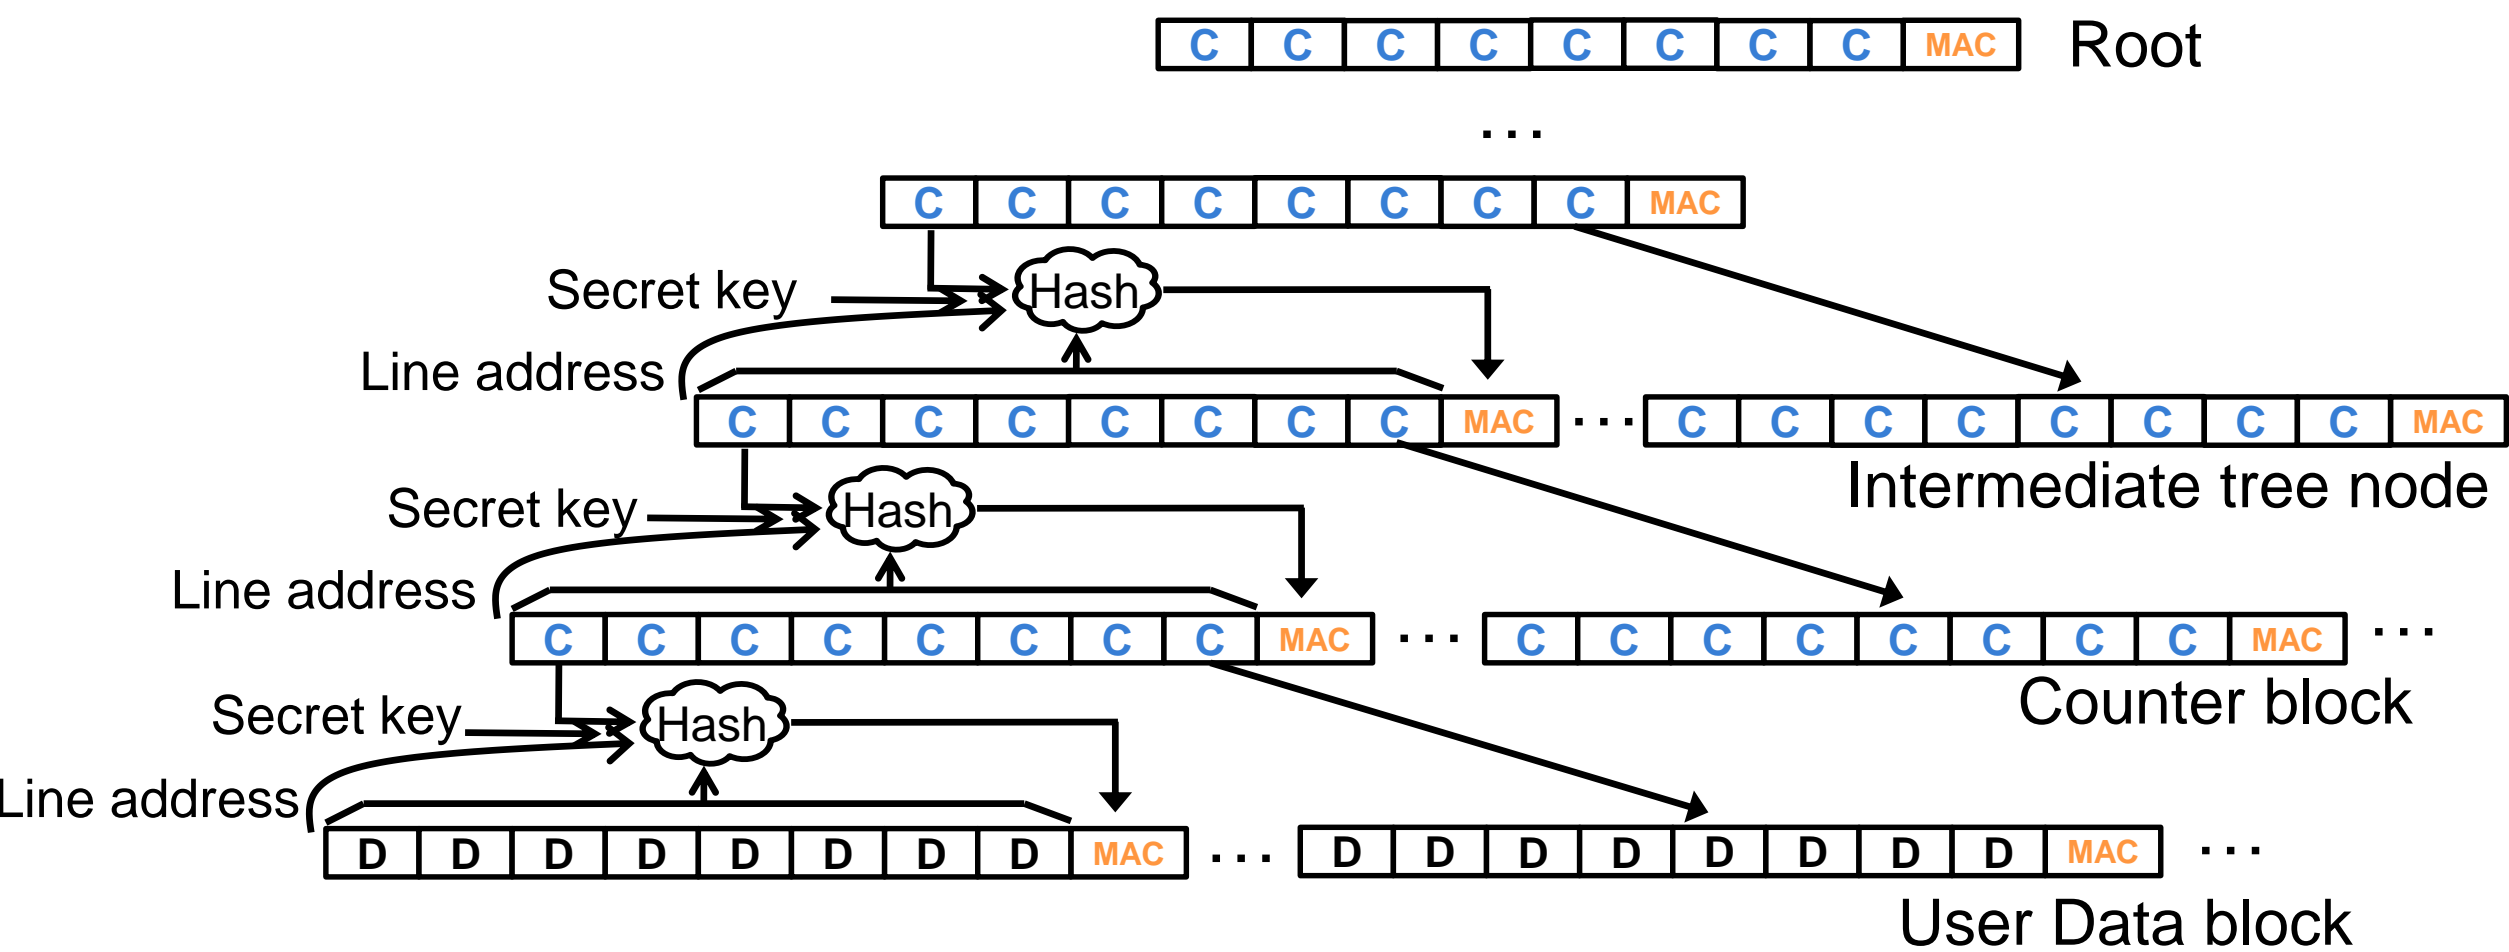 C C C C C C C C MAC Root
...
C C C C C C C C MAC
Secret key Hash
Line address
C C C C C C C C MAC ... C C C C C C C C MAC
Intermediate tree node
Secret key Hash
Line address
C C C C C C C C MAC ... C C C C C C C C MAC ...
Counter block
Secret key Hash
Line address
D D D D D D D D MAC ... D D D D D D D D MAC ...
User Data block